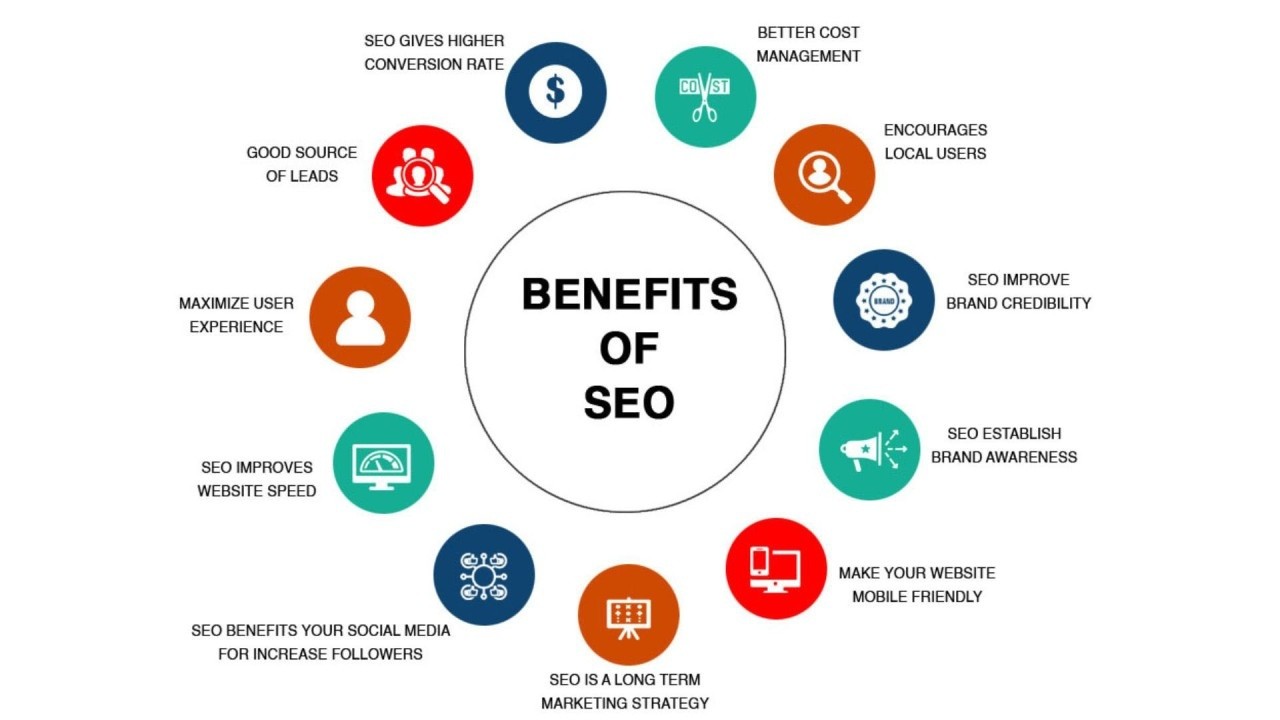 SEO GIVES HIGHER
CONVERSION RATE
$
BETTER COST
MANAGEMENT
COST
ENCOURAGES
LOCAL USERS
GOOD SOURCE
OF LEADS
BENEFITS
OF
SEO
SEO IMPROVE
BRAND CREDIBILITY
BRAND
MAXIMIZE USER
EXPERIENCE
SEO ESTABLISH
BRAND AWARENESS
SEO IMPROVES
WEBSITE SPEED
MAKE YOUR WEBSITE
MOBILE FRIENDLY
SEO BENEFITS YOUR SOCIAL MEDIA
FOR INCREASE FOLLOWERS
SEO IS A LONG TERM
MARKETING STRATEGY